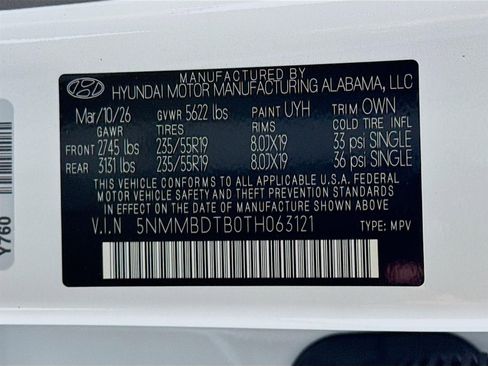 MANUFACTURED BY
HYUNDAI MOTOR MANUFACTURING ALABAMA, LLC
Mar/10/26 GVWR 5622 lbs PAINT UYH TRIM OWN
GAWR TIRES RIMS COLD TIRE INFL
FRONT 2745 lbs 235/55R19 8.0JX19 33 psi SINGLE
REAR 3131 lbs 235/55R19 8.0JX19 36 psi SINGLE
THIS VEHICLE CONFORMS TO ALL APPLICABLE U.S.A. FEDERAL
MOTOR VEHICLE SAFETY AND THEFT PREVENTION STANDARDS
IN EFFECT ON THE DATE OF MANUFACTURE SHOWN ABOVE.
V.I.N 5NMMBDTB0TH063121 TYPE: MPV
Y760